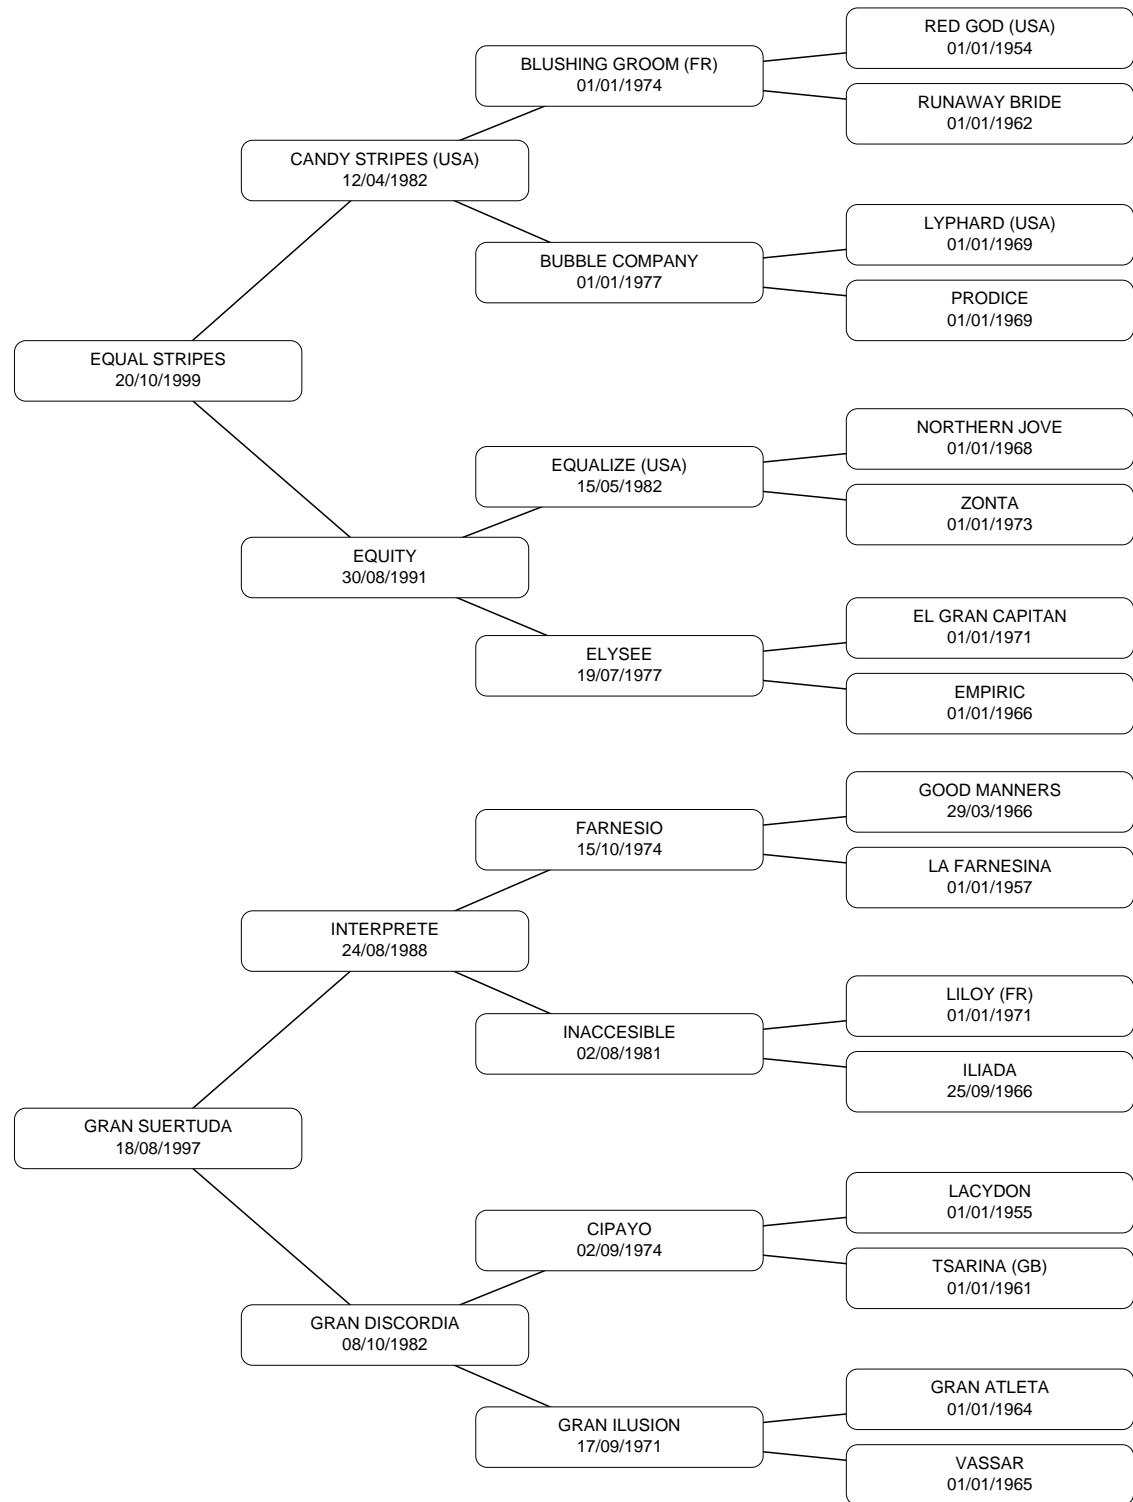 RED GOD (USA)
01/01/1954
BLUSHING GROOM (FR)
01/01/1974
RUNAWAY BRIDE
01/01/1962
CANDY STRIPES (USA)
12/04/1982
LYPHARD (USA)
01/01/1969
BUBBLE COMPANY
01/01/1977
PRODICE
01/01/1969
EQUAL STRIPES
20/10/1999
NORTHERN JOVE
01/01/1968
EQUALIZE (USA)
15/05/1982
ZONTA
01/01/1973
EQUITY
30/08/1991
EL GRAN CAPITAN
01/01/1971
ELYSEE
19/07/1977
EMPIRIC
01/01/1966
GOOD MANNERS
29/03/1966
FARNESIO
15/10/1974
LA FARNESINA
01/01/1957
INTERPRETE
24/08/1988
LILOY (FR)
01/01/1971
INACCESIBLE
02/08/1981
ILIADA
25/09/1966
GRAN SUERTUDA
18/08/1997
LACYDON
01/01/1955
CIPAYO
02/09/1974
TSARINA (GB)
01/01/1961
GRAN DISCORDIA
08/10/1982
GRAN ATLETA
01/01/1964
GRAN ILUSION
17/09/1971
VASSAR
01/01/1965